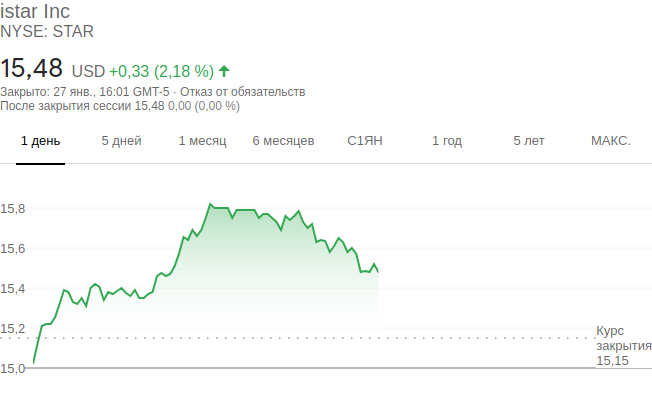 istar Inc
NYSE: STAR
15,48 USD +0,33 (2,18 %)
Закрыто: 27 янв., 16:01 GMT-5 · Отказ от обязательств
После закрытия сессии 15,48 0,00 (0,00 %)
1 день 5 дней 1 месяц 6 месяцев С1ЯН 1 год 5 лет МАКС.
15,8
15,6
15,4
15,2
Курс
закрытия
15,15
15,0